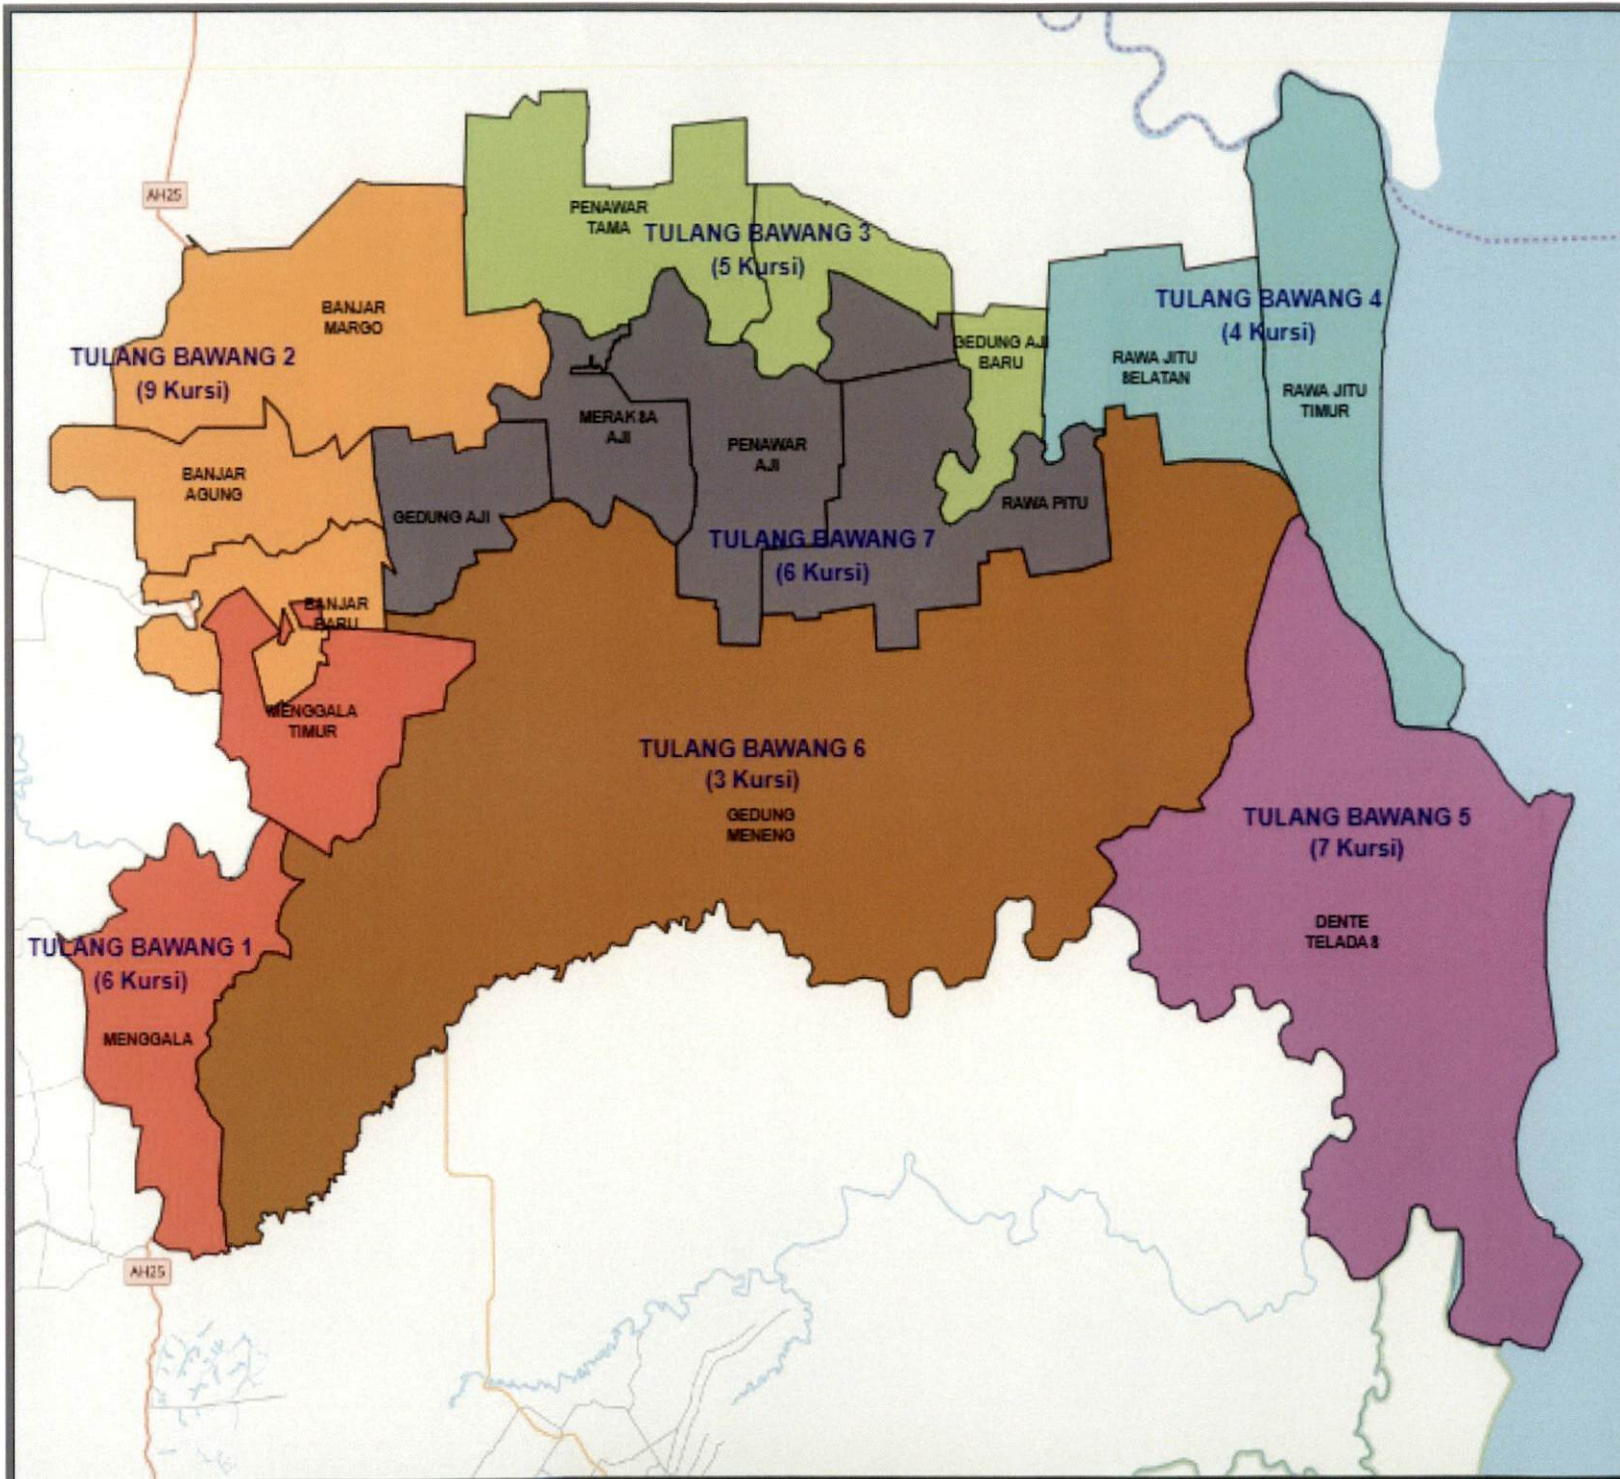 AH25
PENAWAR
TAMA
TULANG BAWANG 3
(5 Kursi)
BANJAR
MARGO
TULANG BAWANG 2
(9 Kursi)
TULANG BAWANG 4
(4 Kursi)
GEDUNG AJI
BARU
RAWA JITU
SELATAN
RAWA JITU
TIMUR
MERAKSA
AJI
PENAWAR
AJI
BANJAR
AGUNG
GEDUNG AJI
RAWA PITU
TULANG BAWANG 7
(6 Kursi)
BANJAR
BARU
MENGGALA
TIMUR
TULANG BAWANG 6
(3 Kursi)
GEDUNG
MENENG
TULANG BAWANG 5
(7 Kursi)
DENTE
TELADAS
TULANG BAWANG 1
(6 Kursi)
MENGGALA
AH25